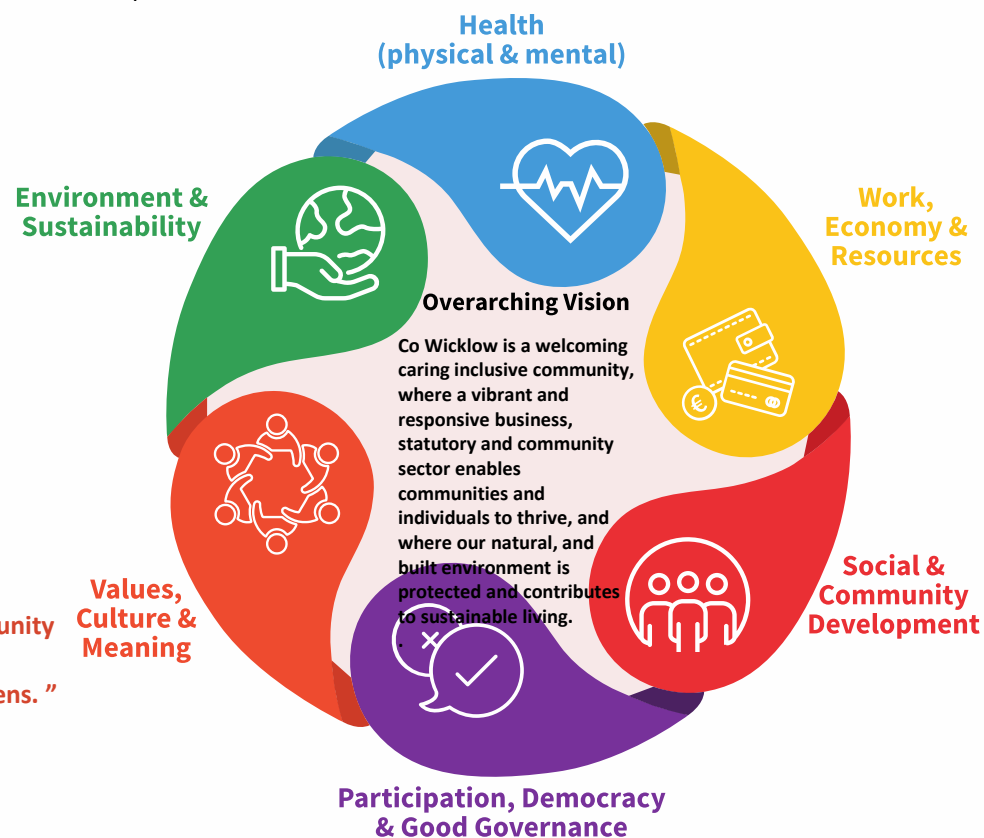 Health
(physical & mental)
Environment &
Sustainability
Work,
Economy &
Resources
Overarching Vision
Co Wicklow is a welcoming
caring inclusive community,
where a vibrant and
responsive business,
statutory and community
sector enables
communities and
individuals to thrive, and
where our natural, and
built environment is
protected and contributes
to sustainable living.
.
€
Social &
Community
Development
Values,
Culture &
Meaning
unity
ens. ”
Participation, Democracy
& Good Governance